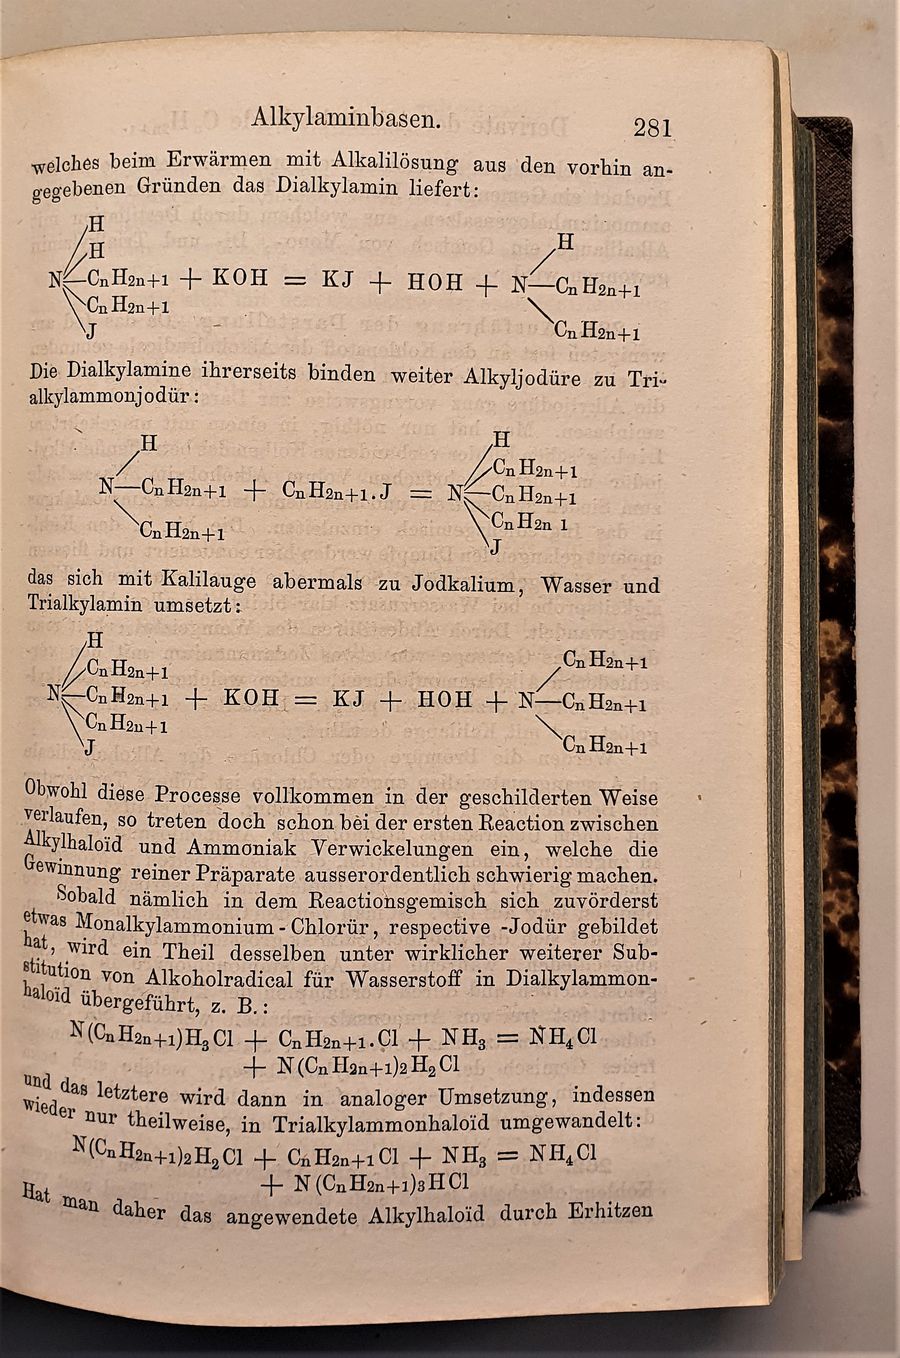 Alkylaminbasen. 281
welches beim Erwärmen mit Alkalilösung aus den vorhin an-
gegebenen Gründen das Dialkylamin liefert:
H
H H
N—CnH2n+1 + KOH = KJ + HOH + N—CnH2n+1
CnH2n+1
J CnH2n+1
Die Dialkylamine ihrerseits binden weiter Alkyljodüre zu Tri-
alkylammonjodür:
H H
CnH2n+1
N—CnH2n+1 + CnH2n+1.J = N—CnH2n+1
CnH2n+1 CnH2n 1
J
das sich mit Kalilauge abermals zu Jodkalium, Wasser und
Trialkylamin umsetzt:
H
CnH2n+1 CnH2n+1
N—CnH2n+1 + KOH = KJ + HOH + N—CnH2n+1
CnH2n+1
J CnH2n+1
Obwohl diese Processe vollkommen in der geschilderten Weise
verlaufen, so treten doch schon bei der ersten Reaction zwischen
Alkylhaloïd und Ammoniak Verwickelungen ein, welche die
Gewinnung reiner Präparate ausserordentlich schwierig machen.
Sobald nämlich in dem Reactionsgemisch sich zuvörderst
etwas Monalkylammonium-Chlorür, respective -Jodür gebildet
hat, wird ein Theil desselben unter wirklicher weiterer Sub-
stitution von Alkoholradical für Wasserstoff in Dialkylammon-
haloïd übergeführt, z. B.:
N(CnH2n+1)H3Cl + CnH2n+1.Cl + NH3 = NH4Cl
+ N(CnH2n+1)2H2Cl
und das letztere wird dann in analoger Umsetzung, indessen
wieder nur theilweise, in Trialkylammonhaloïd umgewandelt:
N(CnH2n+1)2H2Cl + CnH2n+1Cl + NH3 = NH4Cl
+ N(CnH2n+1)3HCl
Hat man daher das angewendete Alkylhaloïd durch Erhitzen